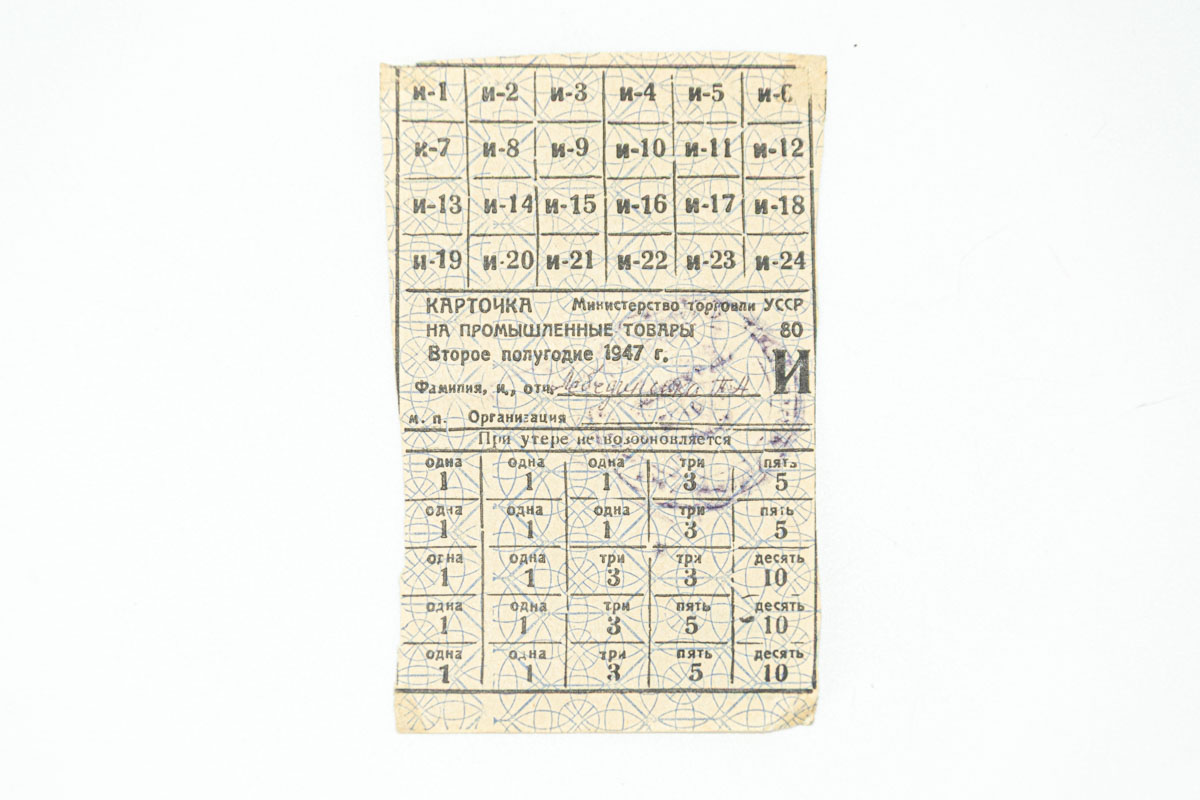 и-1 и-2 и-3 и-4 и-5 и-6
и-7 и-8 и-9 и-10 и-11 и-12
и-13 и-14 и-15 и-16 и-17 и-18
и-19 и-20 и-21 и-22 и-23 и-24
КАРТОЧКА Министерство торговли УССР
НА ПРОМЫШЛЕННЫЕ ТОВАРЫ 80
Второе полугодие 1947 г. И
Фамилия, и., отч.
м. п. Организация
При утере не возобновляется
одна одна одна три пять
1 1 1 3 5
одна одна одна три пять
1 1 1 3 5
одна одна три три десять
1 1 3 3 10
одна одна три пять десять
1 1 3 5 10
одна одна три пять десять
1 1 3 5 10